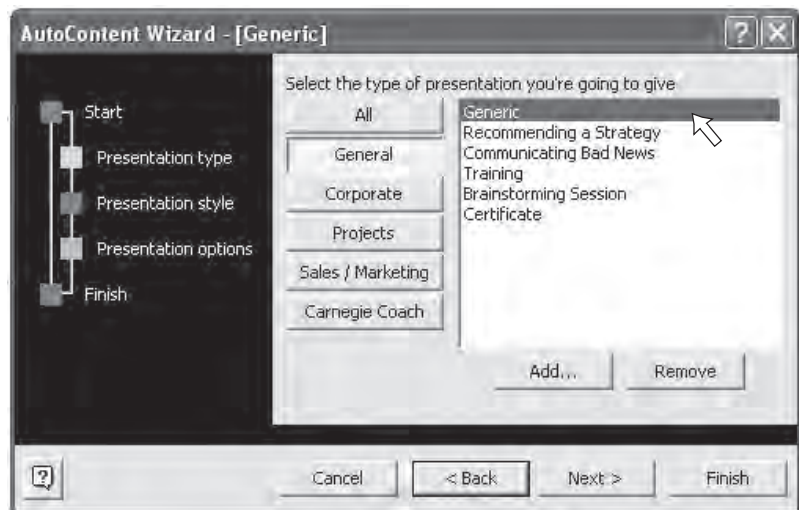 AutoContent Wizard - [Generic]
Start
Presentation type
Presentation style
Presentation options
Finish
Select the type of presentation you're going to give
All
General
Corporate
Projects
Sales / Marketing
Carnegie Coach
Generic
Recommending a Strategy
Communicating Bad News
Training
Brainstorming Session
Certificate
Add...
Remove
Cancel
< Back
Next >
Finish